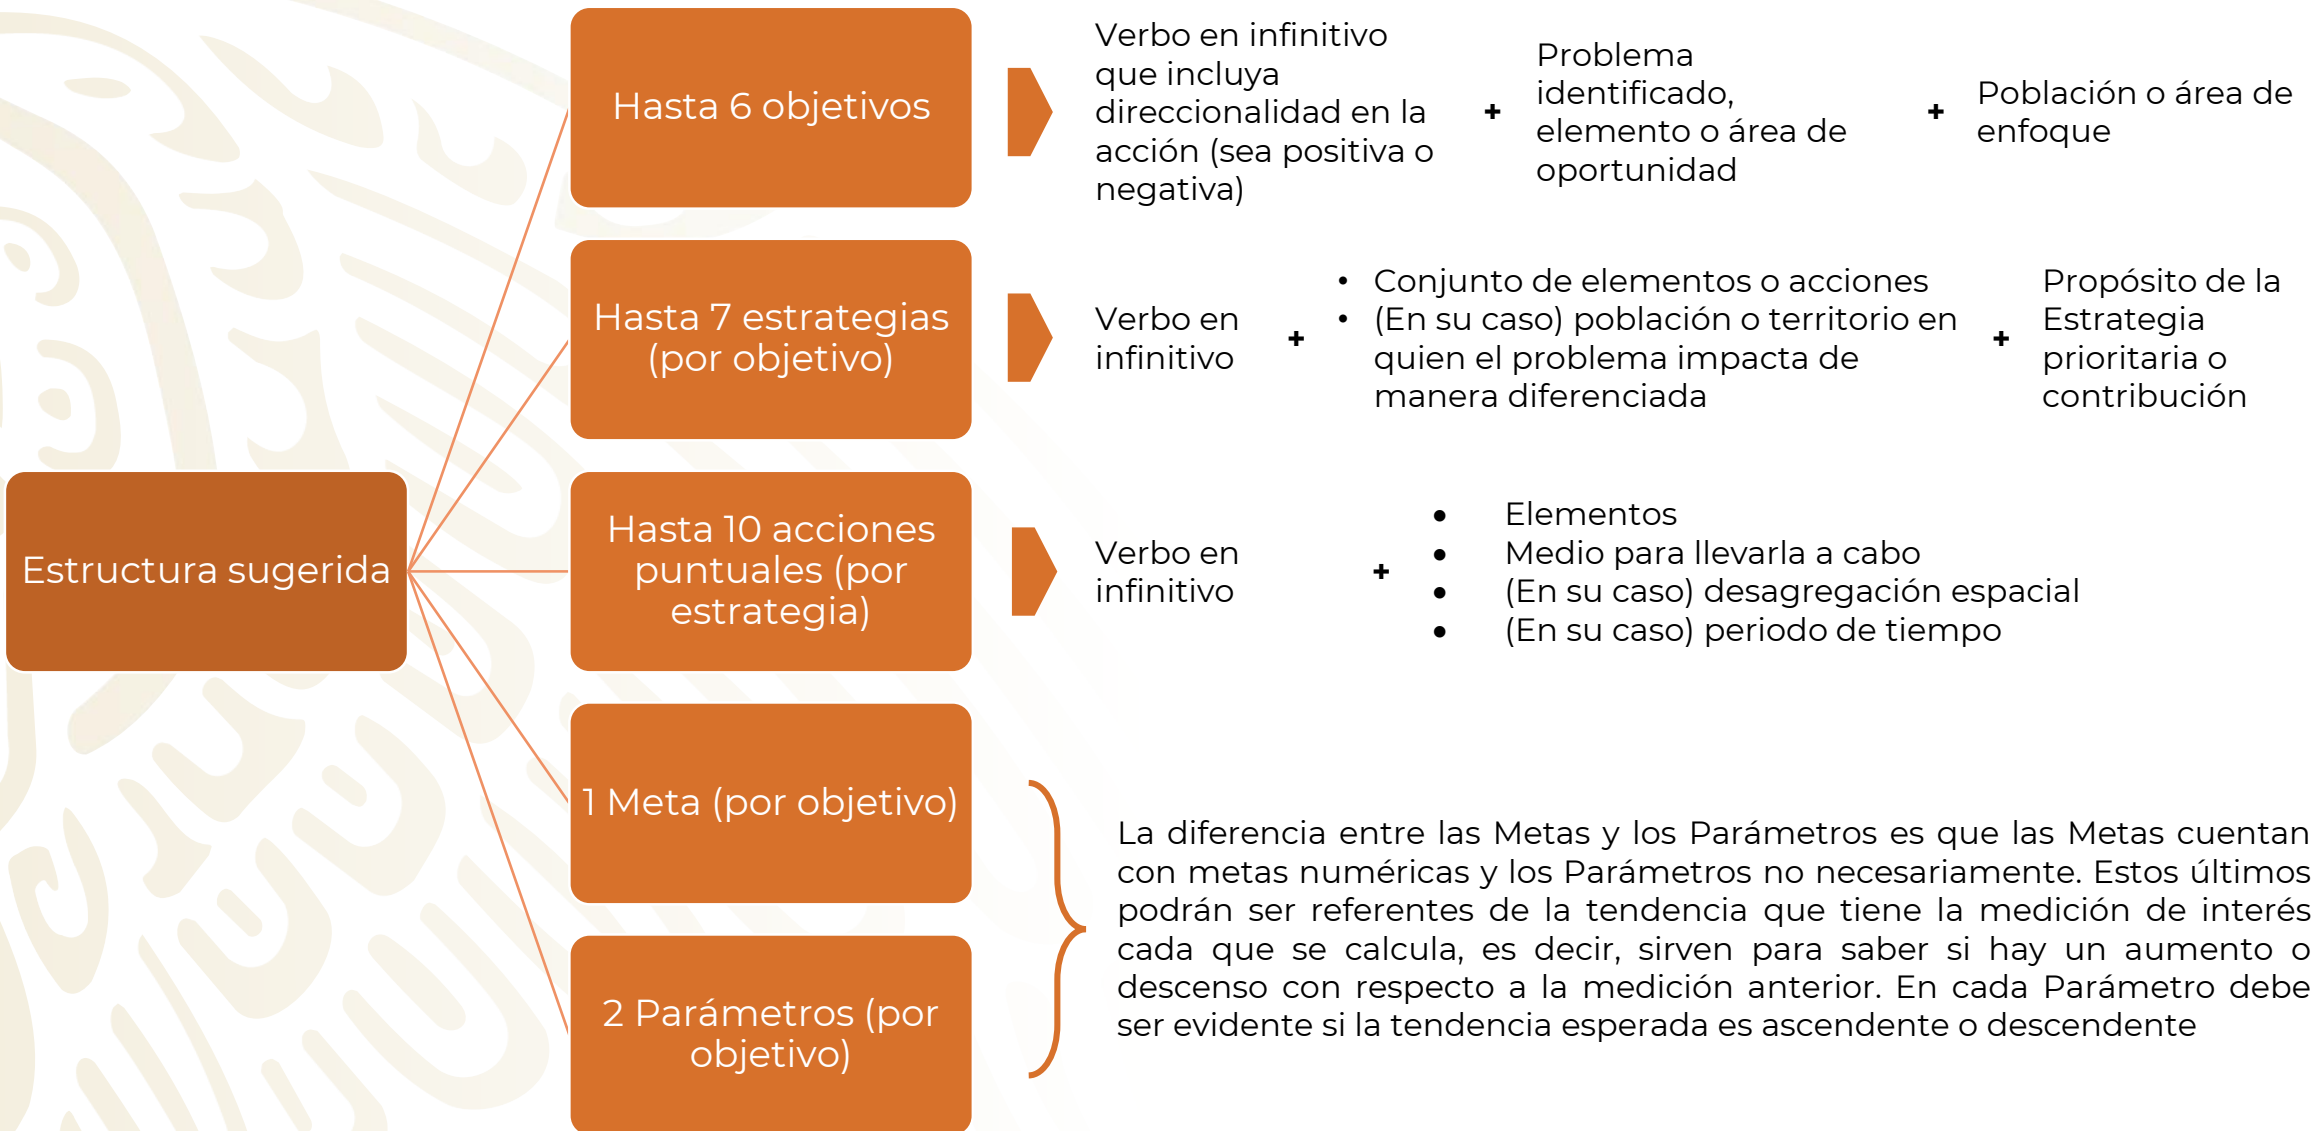 Estructura sugerida
Hasta 6 objetivos
Verbo en infinitivo
que incluya
direccionalidad en la
acción (sea positiva o
negativa)
+
Problema
identificado,
elemento o área de
oportunidad
+
Población o área de
enfoque
Hasta 7 estrategias
(por objetivo)
Verbo en
infinitivo
+
• Conjunto de elementos o acciones
• (En su caso) población o territorio en
quien el problema impacta de
manera diferenciada
+
Propósito de la
Estrategia
prioritaria o
contribución
Hasta 10 acciones
puntuales (por
estrategia)
Verbo en
infinitivo
+
• Elementos
• Medio para llevarla a cabo
• (En su caso) desagregación espacial
• (En su caso) periodo de tiempo
1 Meta (por objetivo)
2 Parámetros (por
objetivo)
La diferencia entre las Metas y los Parámetros es que las Metas cuentan
con metas numéricas y los Parámetros no necesariamente. Estos últimos
podrán ser referentes de la tendencia que tiene la medición de interés
cada que se calcula, es decir, sirven para saber si hay un aumento o
descenso con respecto a la medición anterior. En cada Parámetro debe
ser evidente si la tendencia esperada es ascendente o descendente